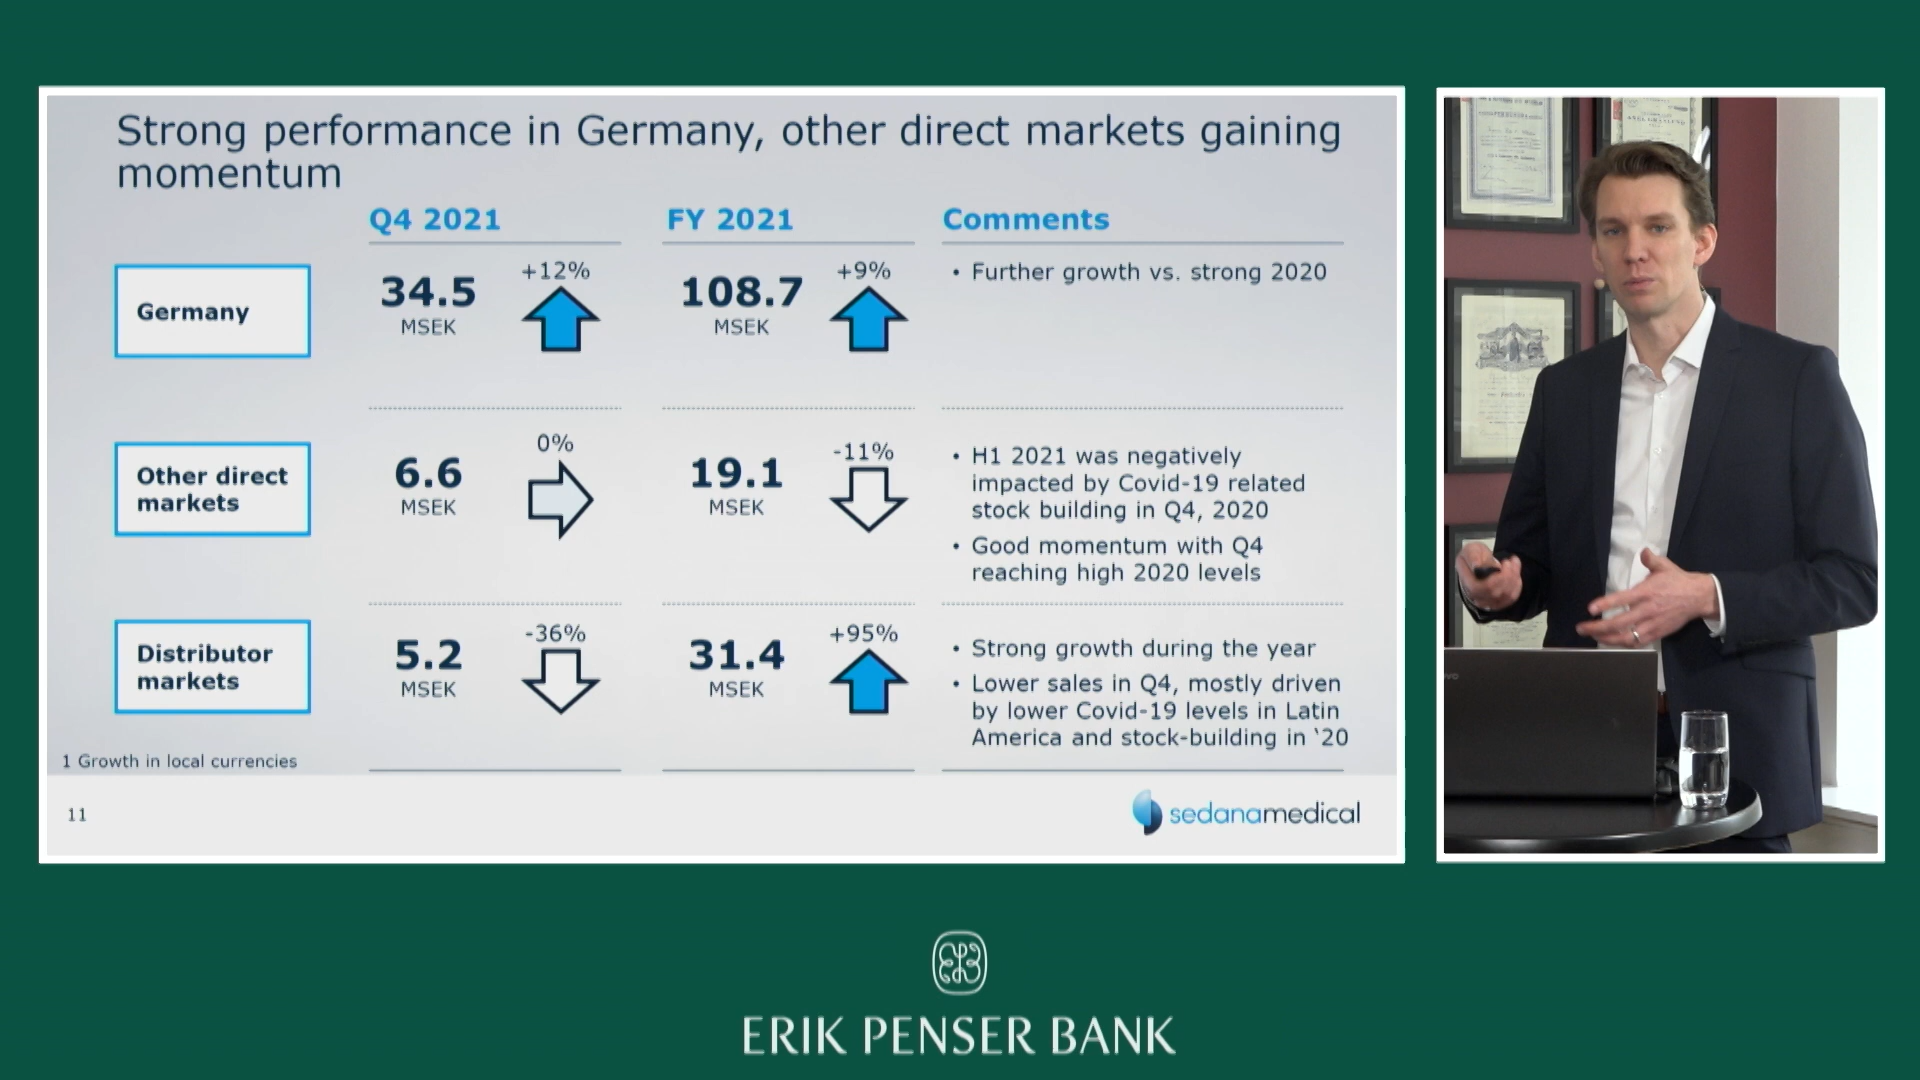 Strong performance in Germany, other direct markets gaining
momentum
Q4 2021
FY 2021
Comments
Germany
34.5
MSEK
+12%
108.7
MSEK
+9%
• Further growth vs. strong 2020
Other direct
markets
6.6
MSEK
0%
19.1
MSEK
-11%
• H1 2021 was negatively
impacted by Covid-19 related
stock building in Q4, 2020
• Good momentum with Q4
reaching high 2020 levels
Distributor
markets
5.2
MSEK
-36%
31.4
MSEK
+95%
• Strong growth during the year
• Lower sales in Q4, mostly driven
by lower Covid-19 levels in Latin
America and stock-building in ‘20
1 Growth in local currencies
11
sedanamedical
ERIK PENSER BANK